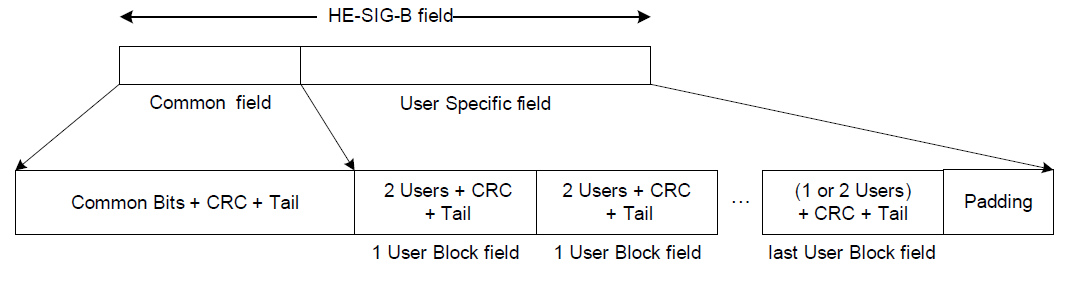 HE-SIG-B field
Common field
User Specific field
Common Bits + CRC + Tail
2 Users + CRC
+ Tail
2 Users + CRC
+ Tail
...
(1 or 2 Users)
+ CRC + Tail
Padding
1 User Block field
1 User Block field
last User Block field